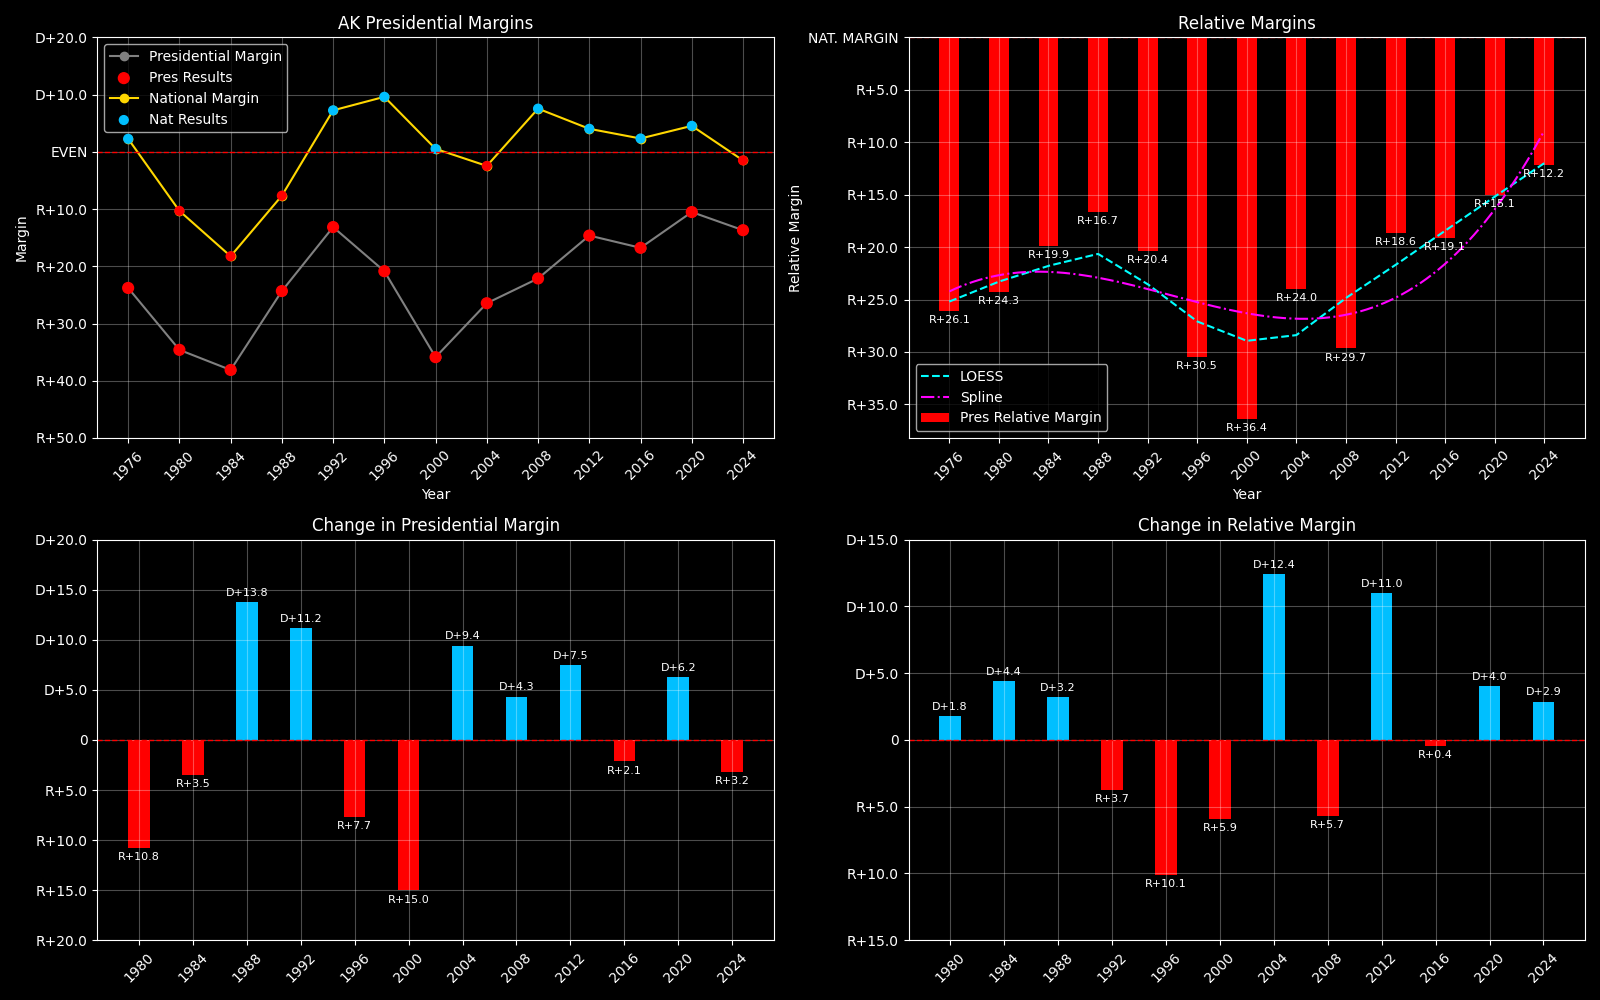 AK Presidential Margins
D+20.0
D+10.0
EVEN
R+10.0
R+20.0
R+30.0
R+40.0
R+50.0
Margin
Presidential Margin
Pres Results
National Margin
Nat Results
1976
1980
1984
1988
1992
1996
2000
2004
2008
2012
2016
2020
2024
Year
Relative Margins
NAT. MARGIN
R+5.0
R+10.0
R+15.0
R+20.0
R+25.0
R+30.0
R+35.0
Relative Margin
R+26.1
R+24.3
R+19.9
R+16.7
R+20.4
R+30.5
R+36.4
R+24.0
R+29.7
R+18.6
R+19.1
R+15.1
R+12.2
LOESS
Spline
Pres Relative Margin
1976
1980
1984
1988
1992
1996
2000
2004
2008
2012
2016
2020
2024
Year
Change in Presidential Margin
D+20.0
D+15.0
D+10.0
D+5.0
0
R+5.0
R+10.0
R+15.0
R+20.0
R+10.8
R+3.5
D+13.8
D+11.2
R+7.7
R+15.0
D+9.4
D+4.3
D+7.5
R+2.1
D+6.2
R+3.2
1980
1984
1988
1992
1996
2000
2004
2008
2012
2016
2020
2024
Change in Relative Margin
D+15.0
D+10.0
D+5.0
0
R+5.0
R+10.0
R+15.0
D+1.8
D+4.4
D+3.2
R+3.7
R+10.1
R+5.9
D+12.4
R+5.7
D+11.0
R+0.4
D+4.0
D+2.9
1980
1984
1988
1992
1996
2000
2004
2008
2012
2016
2020
2024